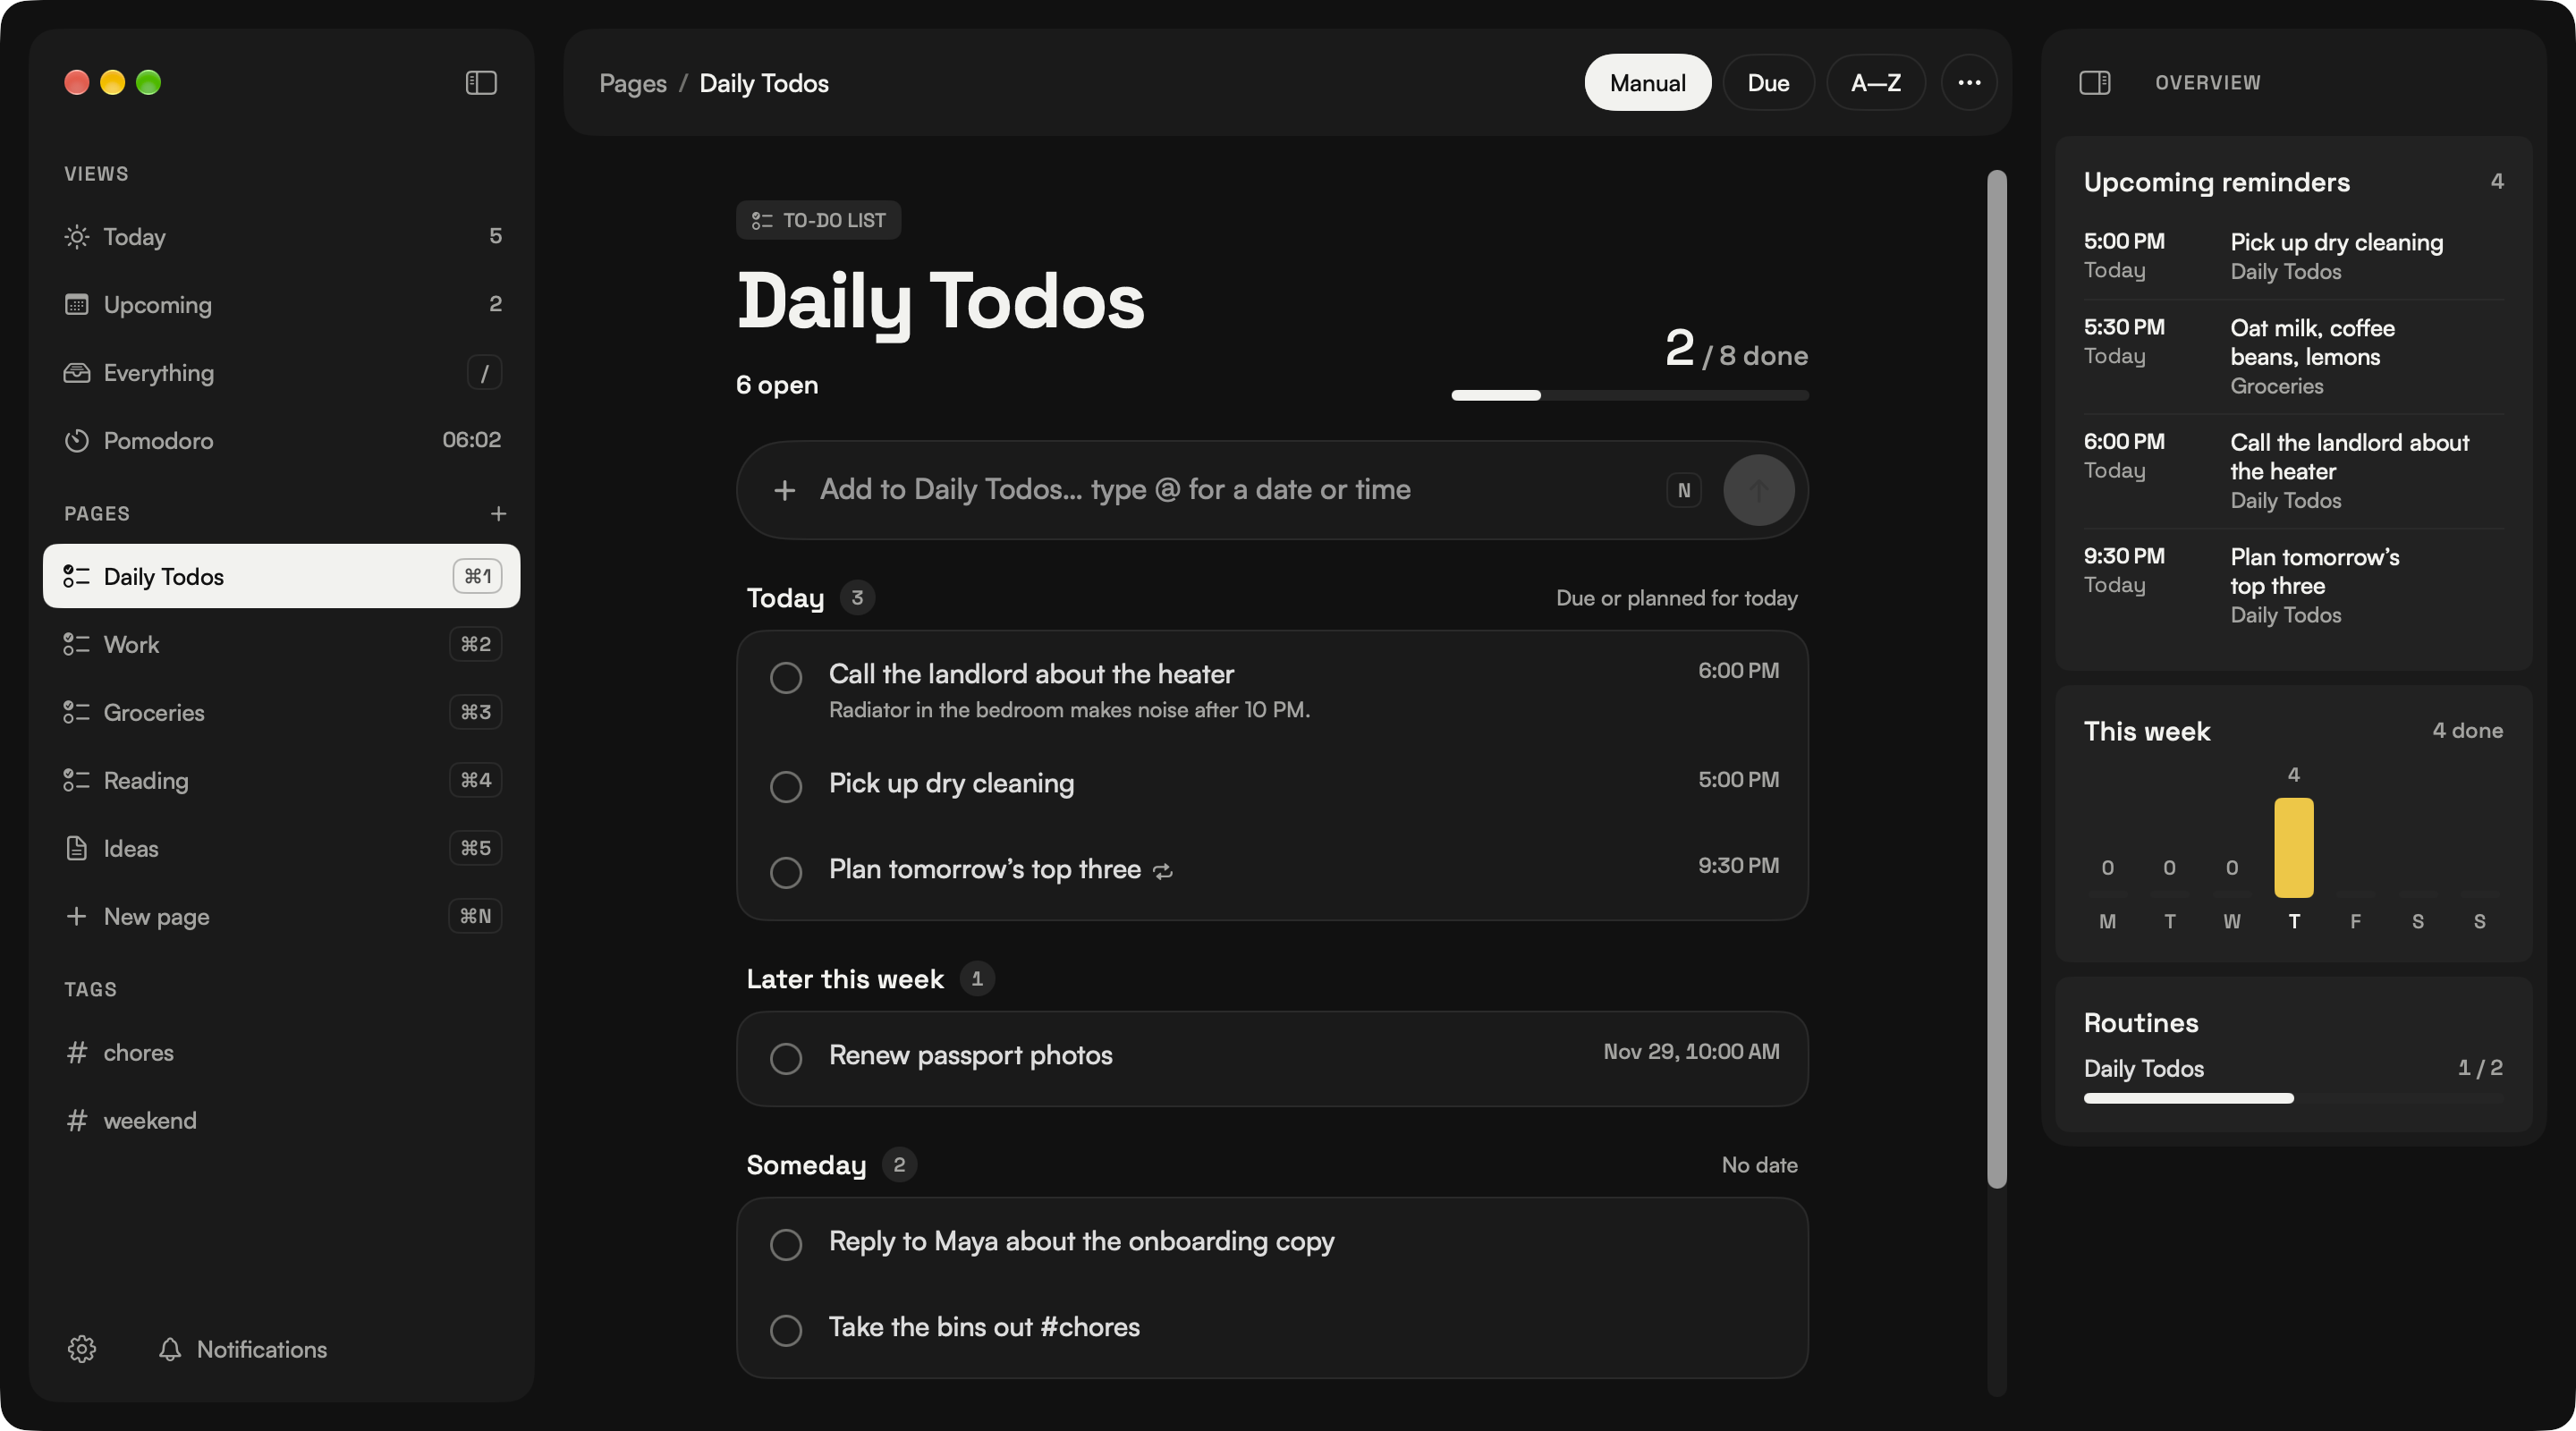 VIEWS
Today 5
Upcoming 2
Everything /
Pomodoro 06:02
PAGES +
Daily Todos ⌘1
Work ⌘2
Groceries ⌘3
Reading ⌘4
Ideas ⌘5
+ New page ⌘N
TAGS
# chores
# weekend
Notifications
Pages / Daily Todos
Manual Due A—Z ...
TO-DO LIST
Daily Todos
6 open
2 / 8 done
+ Add to Daily Todos... type @ for a date or time N
Today 3 Due or planned for today
Call the landlord about the heater 6:00 PM
Radiator in the bedroom makes noise after 10 PM.
Pick up dry cleaning 5:00 PM
Plan tomorrow’s top three 9:30 PM
Later this week 1
Renew passport photos Nov 29, 10:00 AM
Someday 2 No date
Reply to Maya about the onboarding copy
Take the bins out #chores
OVERVIEW
Upcoming reminders 4
5:00 PM Pick up dry cleaning
Today Daily Todos
5:30 PM Oat milk, coffee
Today beans, lemons
Groceries
6:00 PM Call the landlord about
Today the heater
Daily Todos
9:30 PM Plan tomorrow’s
Today top three
Daily Todos
This week 4 done
4
0 0 0
M T W T F S S
Routines
Daily Todos 1 / 2